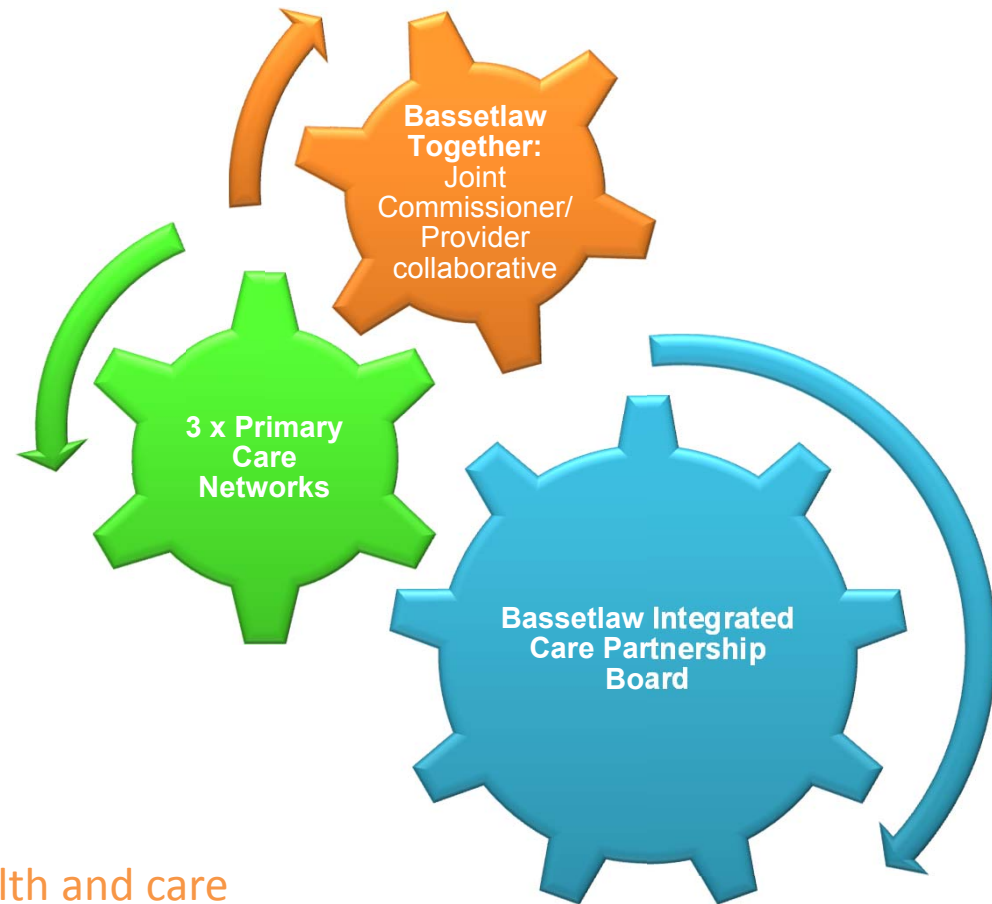 Bassetlaw
Together:
Joint
Commissioner/
Provider
collaborative
3 x Primary
Care
Networks
Bassetlaw Integrated
Care Partnership
Board
lth and care